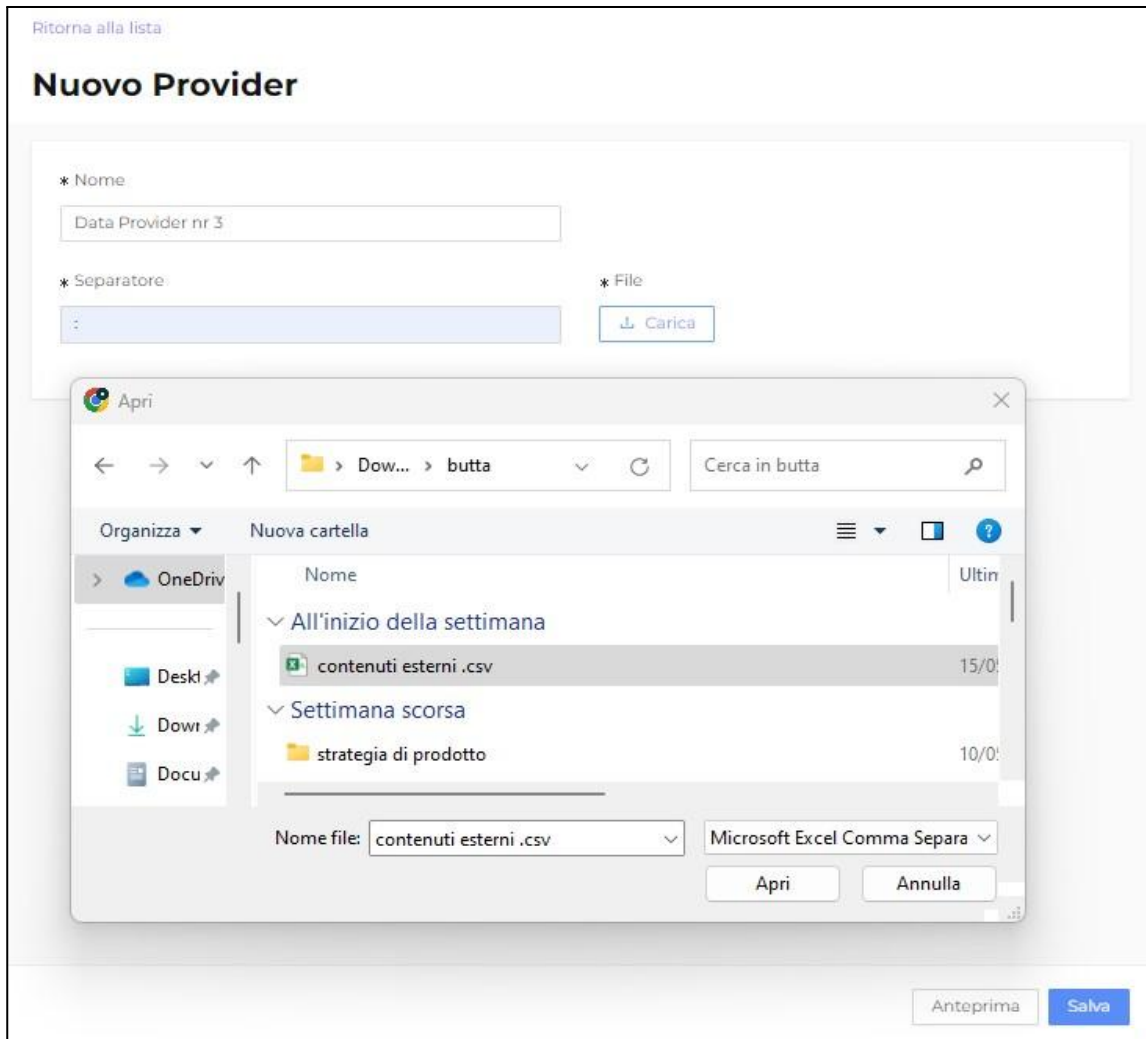 Ritorna alla lista
Nuovo Provider
* Nome
Data Provider nr 3
* Separatore * File
: Carica
Apri
Dow... > butta Cerca in butta
Organizza Nuova cartella ?
OneDriv Nome Ultin
All'inizio della settimana
contenuti esterni .csv 15/0
Deskt
Settimana scorsa
Dowr
strategia di prodotto 10/0
Docu
Nome file: contenuti esterni .csv Microsoft Excel Comma Separa
Apri Annulla
Anteprima Salva